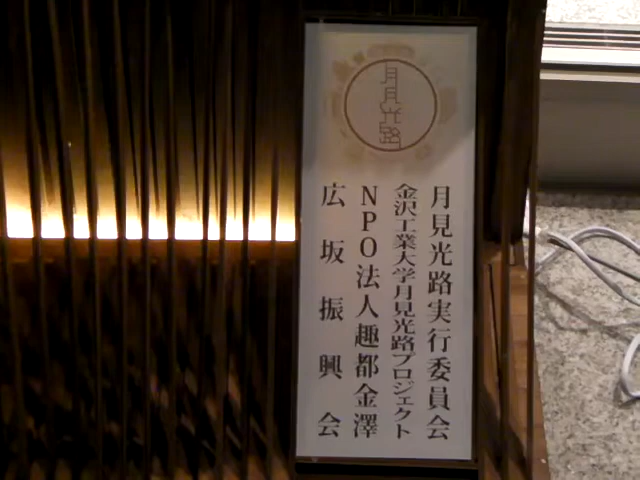 月見光路
月見光路実行委員会
金沢工業大学月見光路プロジェクト
NPO法人趣都金澤
広坂振興会